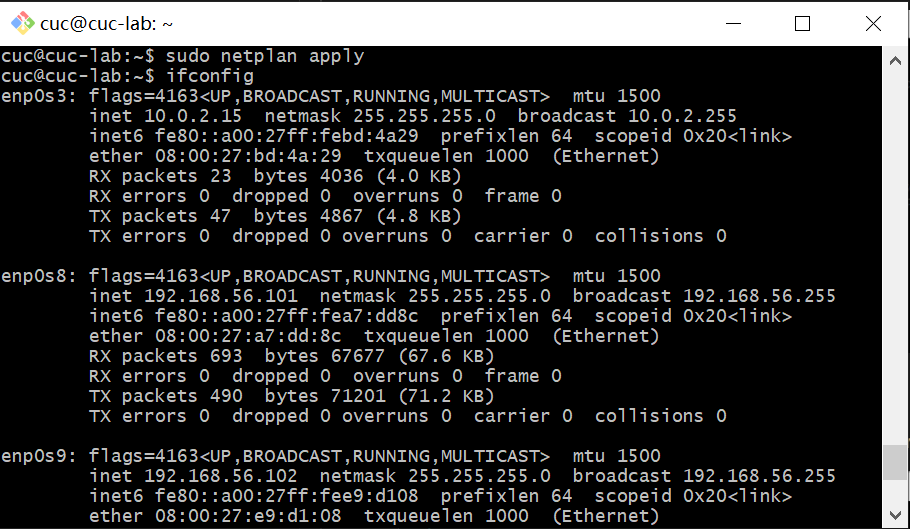 cuc@cuc-lab: ~
cuc@cuc-lab:~$ sudo netplan apply
cuc@cuc-lab:~$ ifconfig
enp0s3: flags=4163<UP,BROADCAST,RUNNING,MULTICAST>  mtu 1500
        inet 10.0.2.15  netmask 255.255.255.0  broadcast 10.0.2.255
        inet6 fe80::a00:27ff:febd:4a29  prefixlen 64  scopeid 0x20<link>
        ether 08:00:27:bd:4a:29  txqueuelen 1000  (Ethernet)
        RX packets 23  bytes 4036 (4.0 KB)
        RX errors 0  dropped 0  overruns 0  frame 0
        TX packets 47  bytes 4867 (4.8 KB)
        TX errors 0  dropped 0 overruns 0  carrier 0  collisions 0
enp0s8: flags=4163<UP,BROADCAST,RUNNING,MULTICAST>  mtu 1500
        inet 192.168.56.101  netmask 255.255.255.0  broadcast 192.168.56.255
        inet6 fe80::a00:27ff:fea7:dd8c  prefixlen 64  scopeid 0x20<link>
        ether 08:00:27:a7:dd:8c  txqueuelen 1000  (Ethernet)
        RX packets 693  bytes 67677 (67.6 KB)
        RX errors 0  dropped 0  overruns 0  frame 0
        TX packets 490  bytes 71201 (71.2 KB)
        TX errors 0  dropped 0 overruns 0  carrier 0  collisions 0
enp0s9: flags=4163<UP,BROADCAST,RUNNING,MULTICAST>  mtu 1500
        inet 192.168.56.102  netmask 255.255.255.0  broadcast 192.168.56.255
        inet6 fe80::a00:27ff:fee9:d108  prefixlen 64  scopeid 0x20<link>
        ether 08:00:27:e9:d1:08  txqueuelen 1000  (Ethernet)